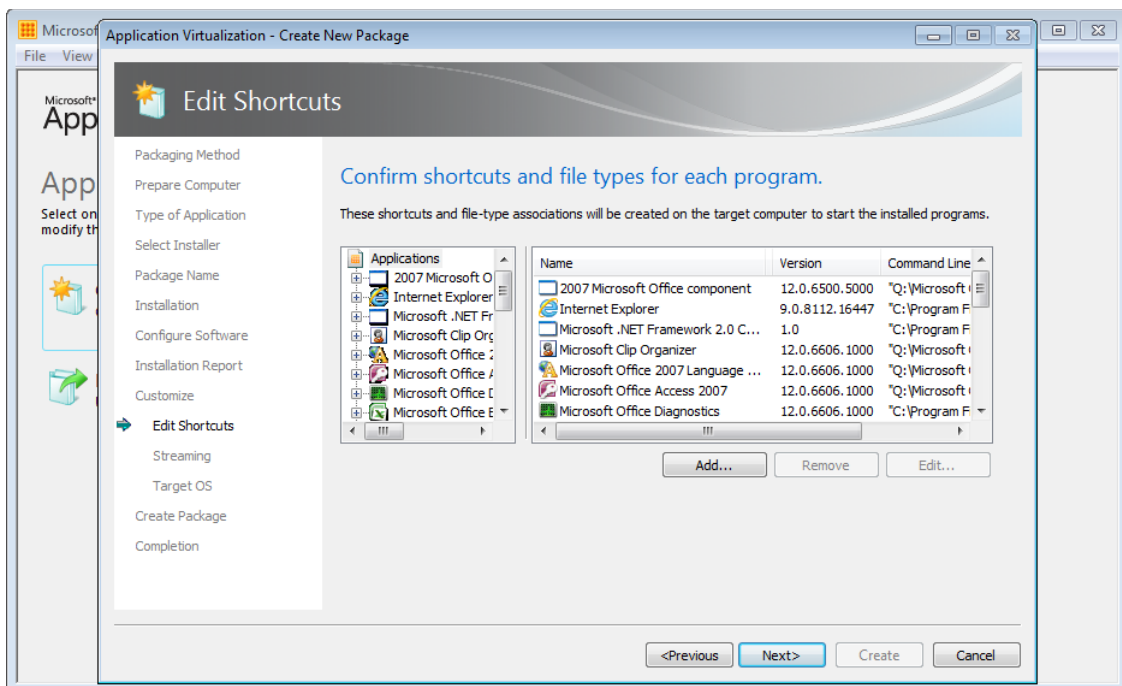 Microsof
File View
Microsoft
App
App
Select on
modify th
Application Virtualization - Create New Package
Edit Shortcuts
Packaging Method
Prepare Computer
Type of Application
Select Installer
Package Name
Installation
Configure Software
Installation Report
Customize
Edit Shortcuts
Streaming
Target OS
Create Package
Completion
Confirm shortcuts and file types for each program.
These shortcuts and file-type associations will be created on the target computer to start the installed programs.
Applications
2007 Microsoft O
Internet Explorer
Microsoft .NET Fr
Microsoft Clip Org
Microsoft Office 2
Microsoft Office A
Microsoft Office D
Microsoft Office E
Name Version Command Line
2007 Microsoft Office component 12.0.6500.5000 "Q:\Microsoft
Internet Explorer 9.0.8112.16447 "C:\Program F
Microsoft .NET Framework 2.0 C... 1.0 "C:\Program F
Microsoft Clip Organizer 12.0.6606.1000 "Q:\Microsoft
Microsoft Office 2007 Language ... 12.0.6606.1000 "Q:\Microsoft
Microsoft Office Access 2007 12.0.6606.1000 "Q:\Microsoft
Microsoft Office Diagnostics 12.0.6606.1000 "C:\Program F
Add... Remove Edit...
<Previous Next> Create Cancel